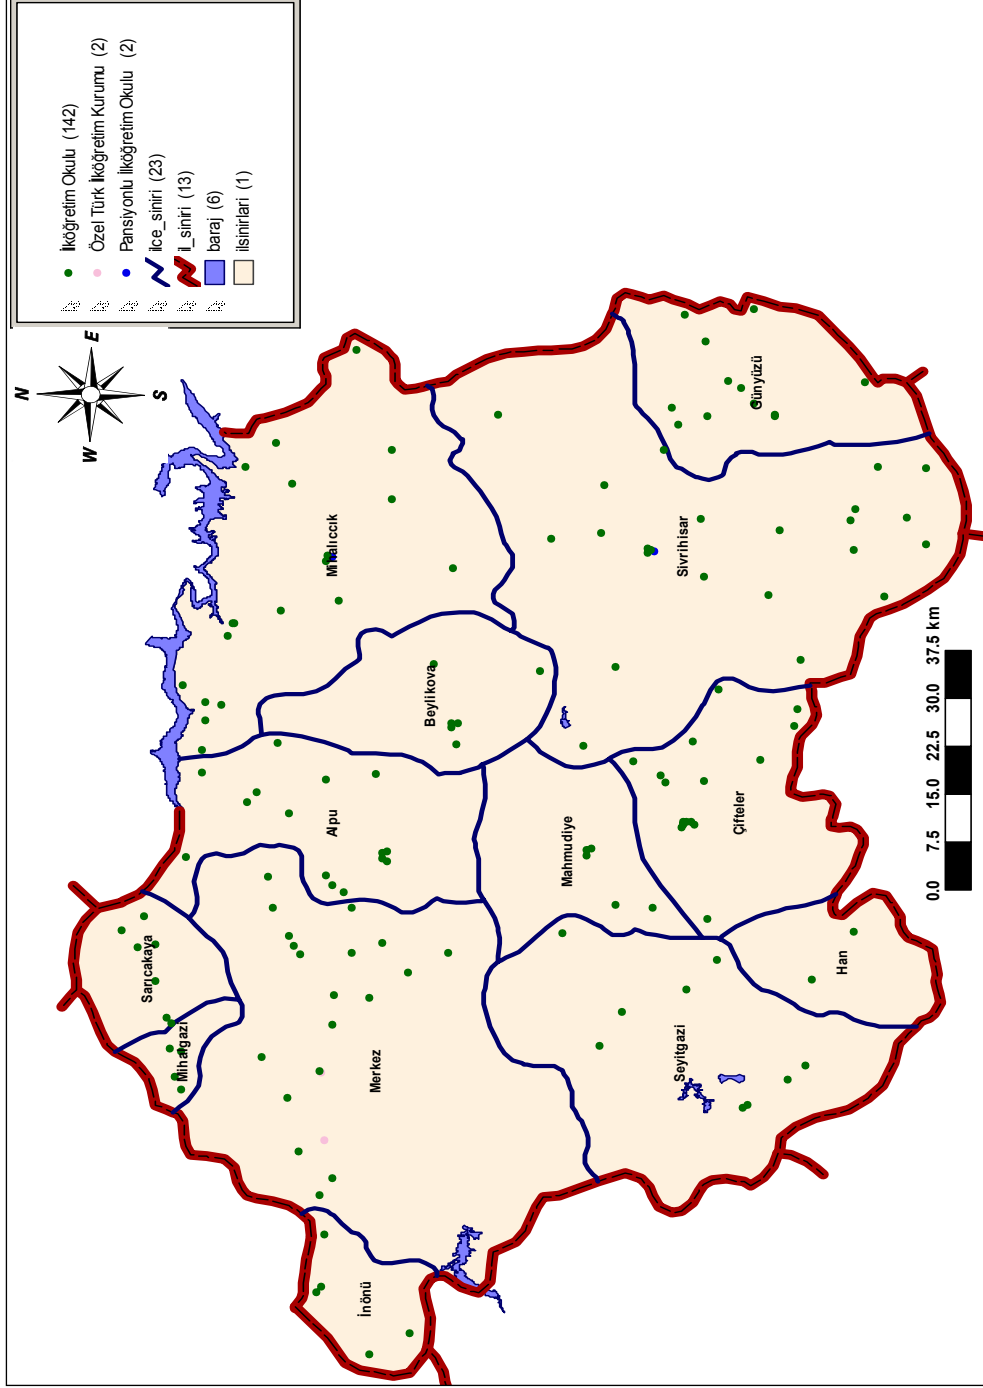 İköğretim Okulu (142)
Özel Türk İköğretim Kurumu (2)
Pansiyonlu İlköğretim Okulu (2)
ilce_siniri (23)
il_siniri (13)
baraj (6)
ilsinirlari (1)
N
E
S
W
Sarıcakaya
Mihalgazi
Merkez
İnönü
Alpu
Mihalıccık
Beylikova
Mahmudiye
Sivrihisar
Günyüzü
Çifteler
Seyitgazi
Han
0.0 7.5 15.0 22.5 30.0 37.5 km